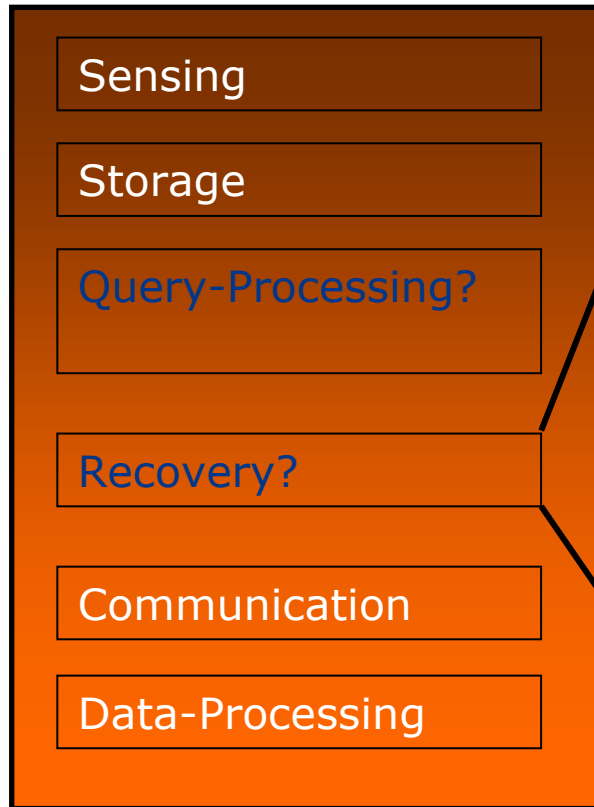 Sensing
Storage
Query-Processing?
Recovery?
Communication
Data-Processing